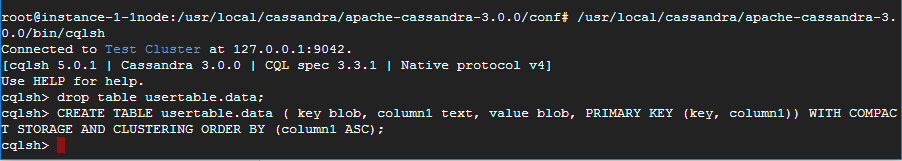 root@instance-1-1node:/usr/local/cassandra/apache-cassandra-3.0.0/conf# /usr/local/cassandra/apache-cassandra-3.
0.0/bin/cqlsh
Connected to Test Cluster at 127.0.0.1:9042.
[cqlsh 5.0.1 | Cassandra 3.0.0 | CQL spec 3.3.1 | Native protocol v4]
Use HELP for help.
cqlsh> drop table usertable.data;
cqlsh> CREATE TABLE usertable.data ( key blob, column1 text, value blob, PRIMARY KEY (key, column1)) WITH COMPAC
T STORAGE AND CLUSTERING ORDER BY (column1 ASC);
cqlsh>